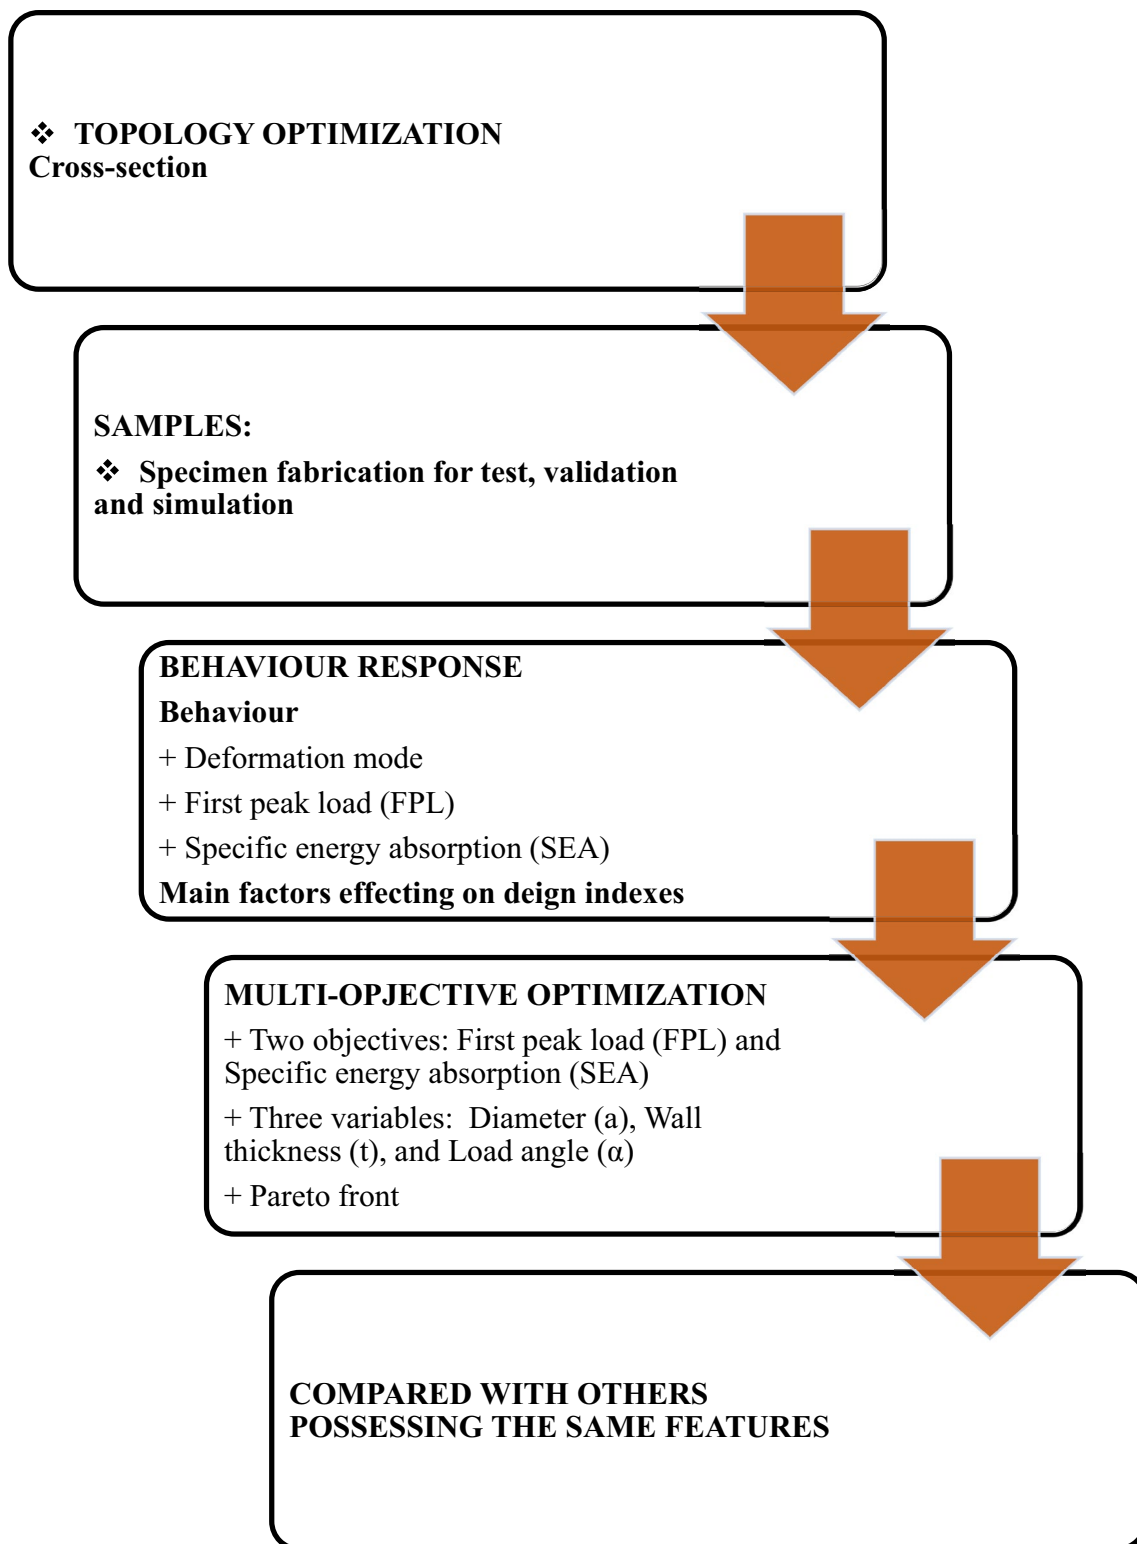 ❖ TOPOLOGY OPTIMIZATION
Cross-section
SAMPLES:
❖ Specimen fabrication for test, validation
and simulation
BEHAVIOUR RESPONSE
Behaviour
+ Deformation mode
+ First peak load (FPL)
+ Specific energy absorption (SEA)
Main factors effecting on deign indexes
MULTI-OPJECTIVE OPTIMIZATION
+ Two objectives: First peak load (FPL) and
Specific energy absorption (SEA)
+ Three variables: Diameter (a), Wall
thickness (t), and Load angle (α)
+ Pareto front
COMPARED WITH OTHERS
POSSESSING THE SAME FEATURES